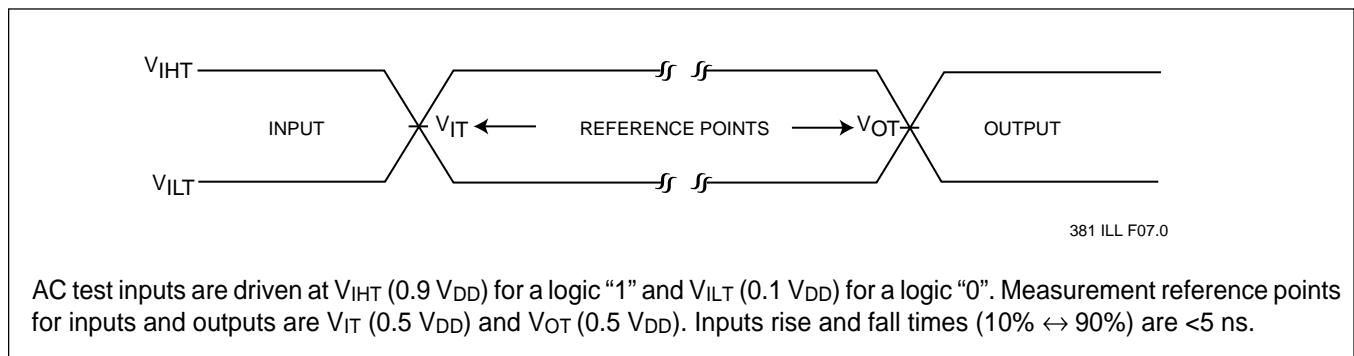 VIHT
INPUT VIT REFERENCE POINTS VOT OUTPUT
VILT
381 ILL F07.0
AC test inputs are driven at VIHT (0.9 VDD) for a logic “1” and VILT (0.1 VDD) for a logic “0”. Measurement reference points
for inputs and outputs are VIT (0.5 VDD) and VOT (0.5 VDD). Inputs rise and fall times (10% ↔ 90%) are <5 ns.